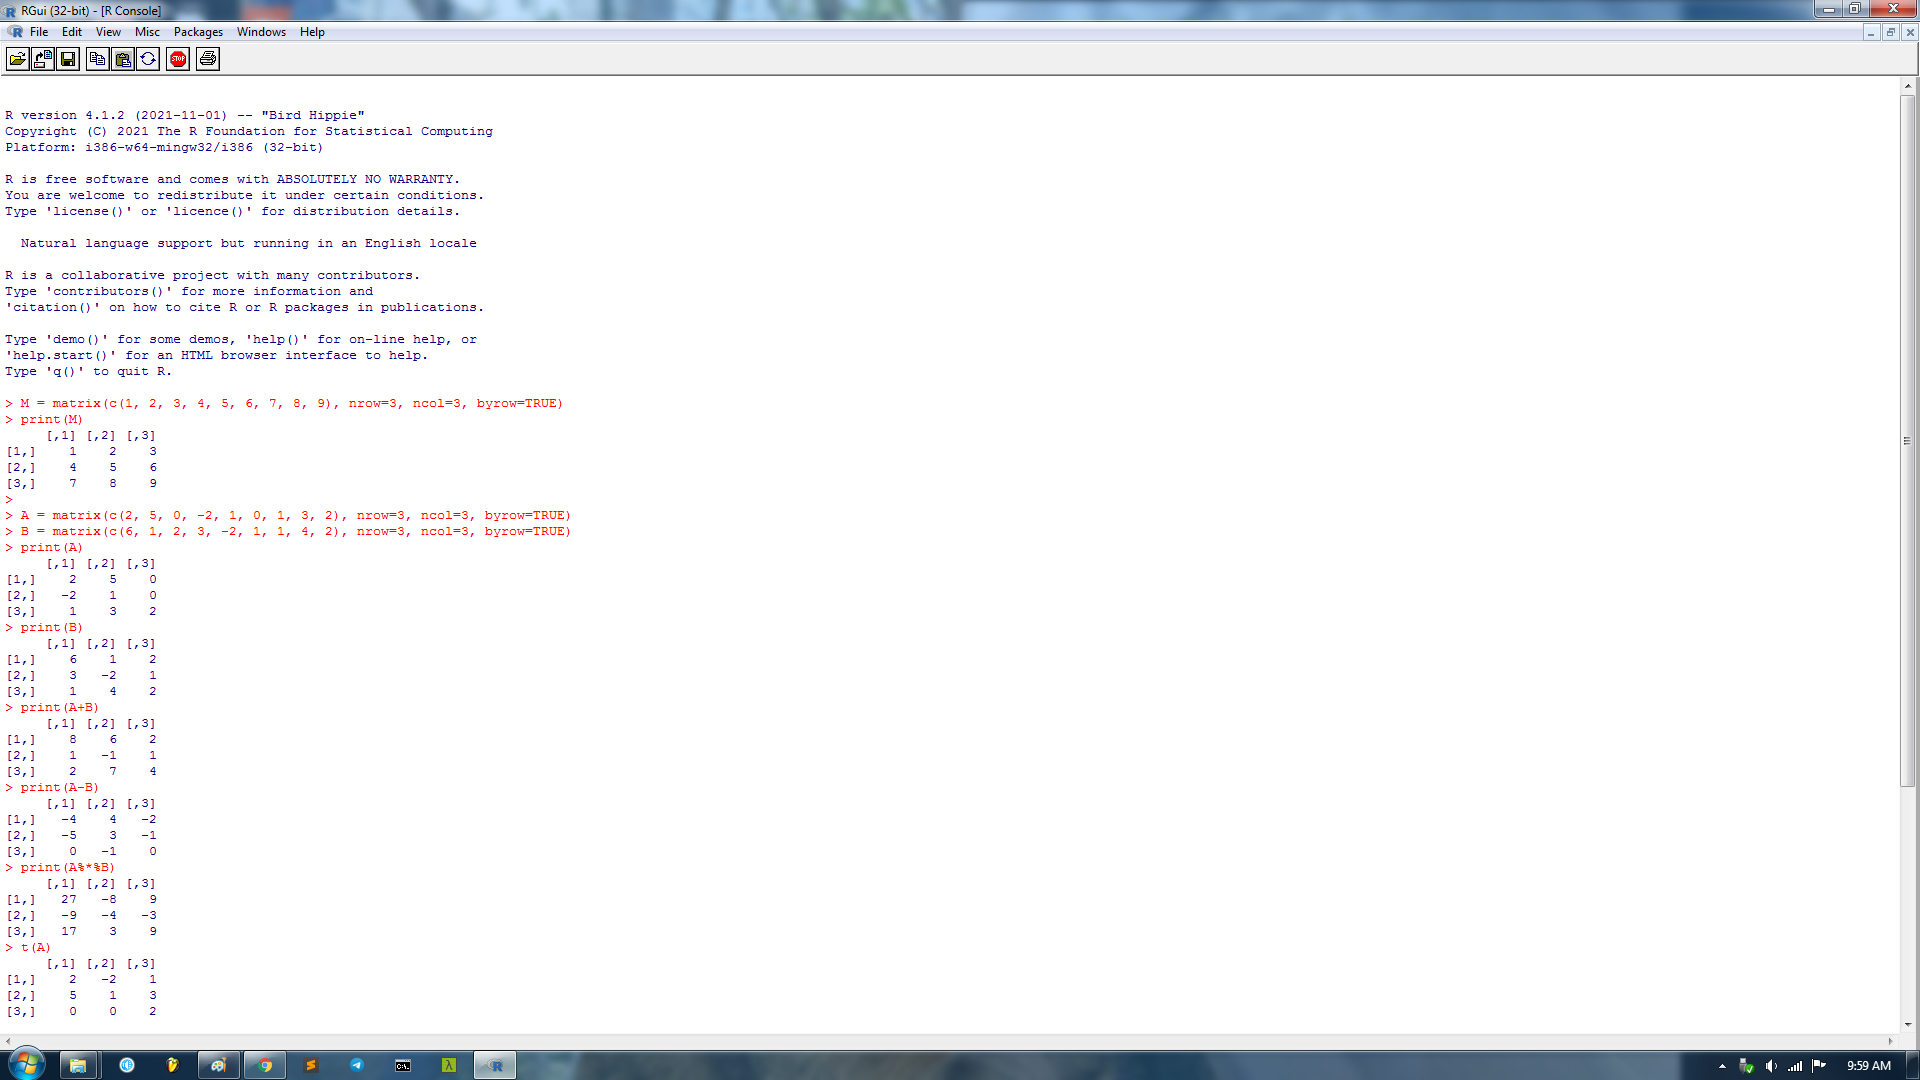 RGui (32-bit) - [R Console]
File Edit View Misc Packages Windows Help
STOP
R version 4.1.2 (2021-11-01) -- "Bird Hippie"
Copyright (C) 2021 The R Foundation for Statistical Computing
Platform: i386-w64-mingw32/i386 (32-bit)
R is free software and comes with ABSOLUTELY NO WARRANTY.
You are welcome to redistribute it under certain conditions.
Type 'license()' or 'licence()' for distribution details.
Natural language support but running in an English locale
R is a collaborative project with many contributors.
Type 'contributors()' for more information and
'citation()' on how to cite R or R packages in publications.
Type 'demo()' for some demos, 'help()' for on-line help, or
'help.start()' for an HTML browser interface to help.
Type 'q()' to quit R.
> M = matrix(c(1, 2, 3, 4, 5, 6, 7, 8, 9), nrow=3, ncol=3, byrow=TRUE)
> print(M)
     [,1] [,2] [,3]
[1,]    1    2    3
[2,]    4    5    6
[3,]    7    8    9
>
> A = matrix(c(2, 5, 0, -2, 1, 0, 1, 3, 2), nrow=3, ncol=3, byrow=TRUE)
> B = matrix(c(6, 1, 2, 3, -2, 1, 1, 4, 2), nrow=3, ncol=3, byrow=TRUE)
> print(A)
     [,1] [,2] [,3]
[1,]    2    5    0
[2,]   -2    1    0
[3,]    1    3    2
> print(B)
     [,1] [,2] [,3]
[1,]    6    1    2
[2,]    3   -2    1
[3,]    1    4    2
> print(A+B)
     [,1] [,2] [,3]
[1,]    8    6    2
[2,]    1   -1    1
[3,]    2    7    4
> print(A-B)
     [,1] [,2] [,3]
[1,]   -4    4   -2
[2,]   -5    3   -1
[3,]    0   -1    0
> print(A%*%B)
     [,1] [,2] [,3]
[1,]   27   -8    9
[2,]   -9   -4   -3
[3,]   17    3    9
> t(A)
     [,1] [,2] [,3]
[1,]    2   -2    1
[2,]    5    1    3
[3,]    0    0    2
9:59 AM